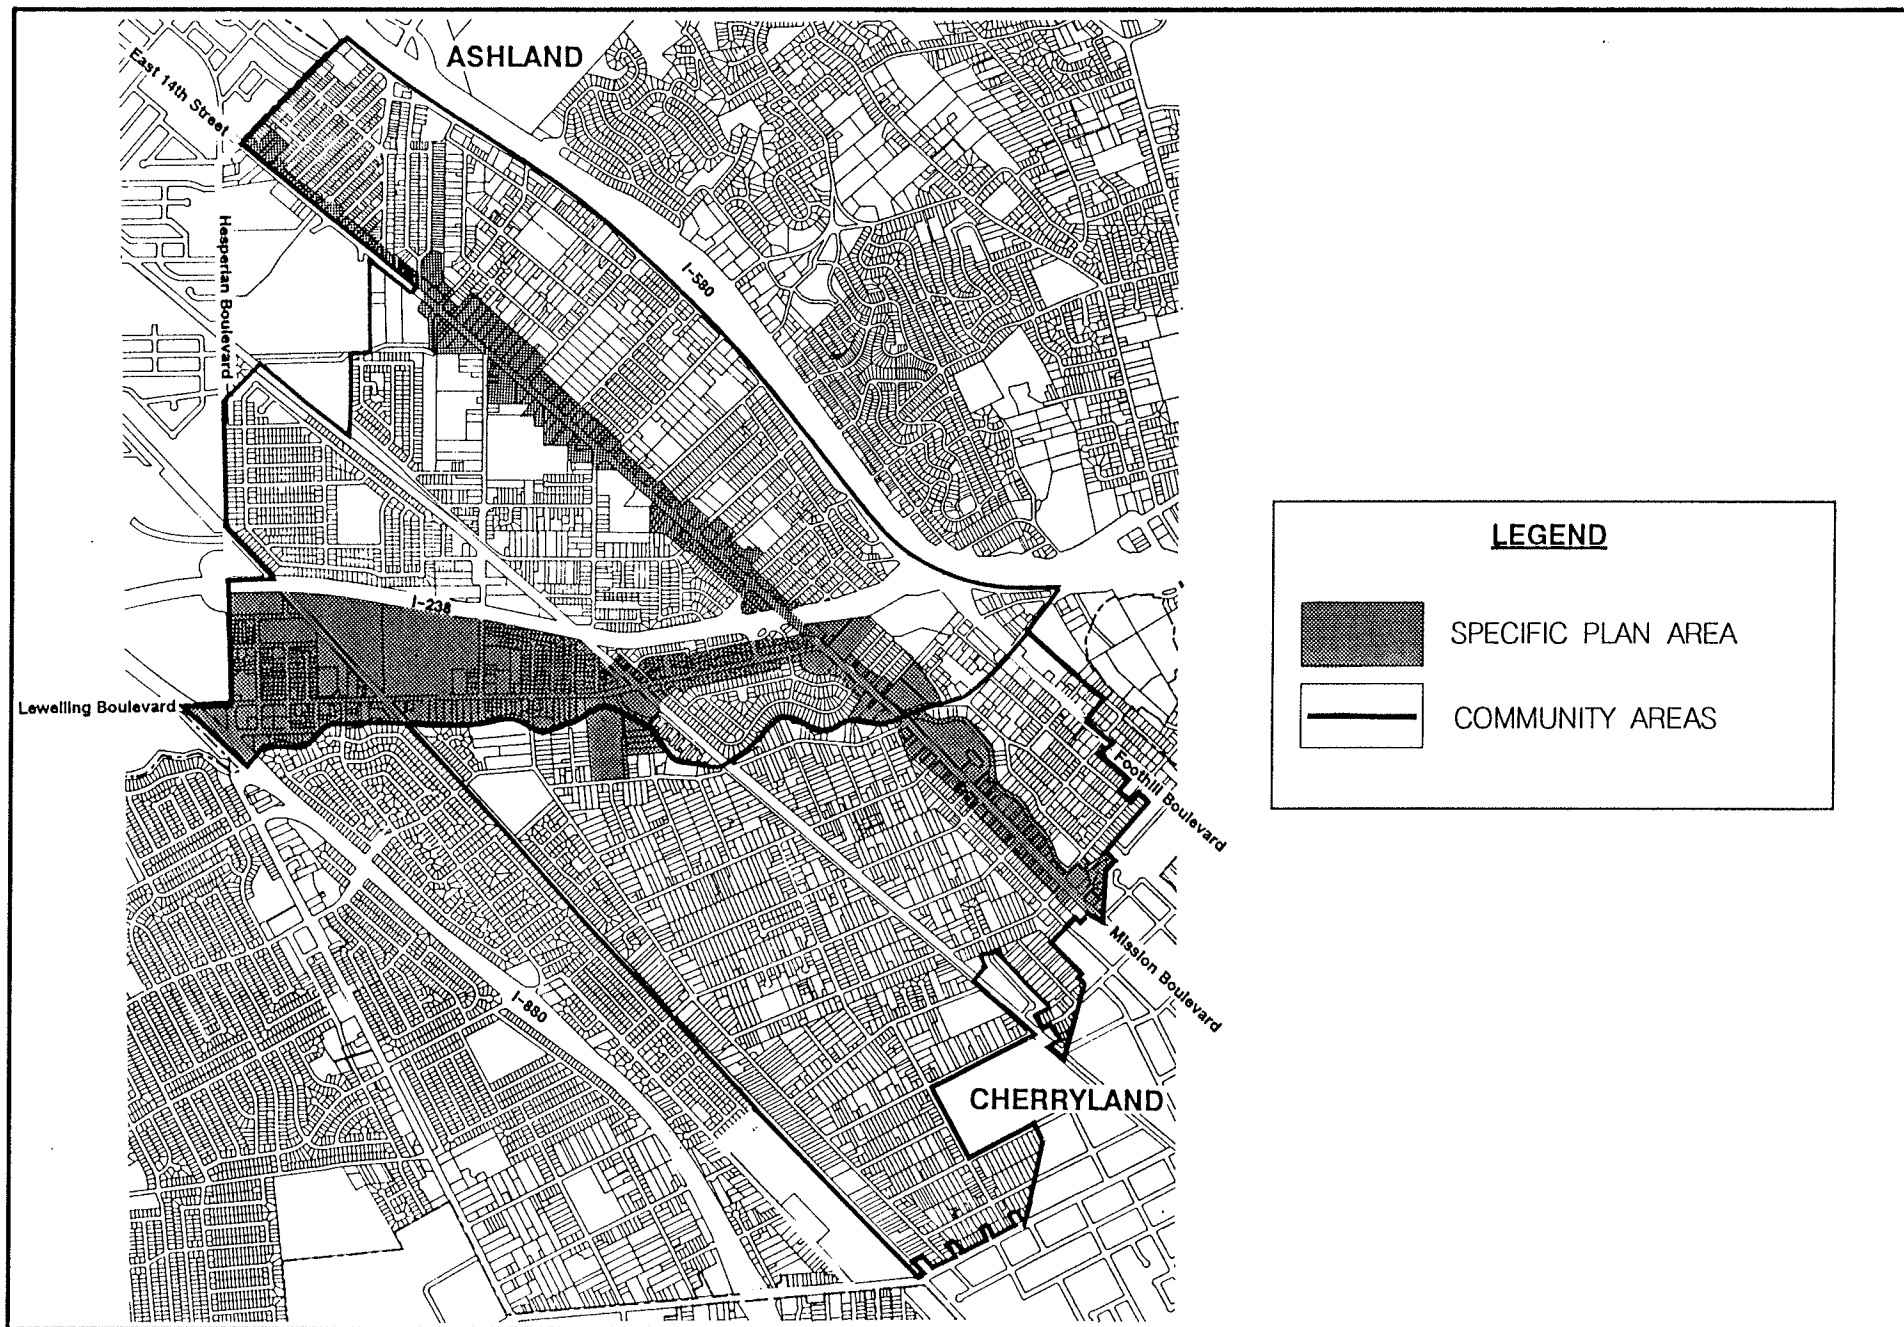 ASHLAND
East 14th Street
Hesperian Boulevard
I-580
I-238
Lewelling Boulevard
Foothill Boulevard
Mission Boulevard
I-880
CHERRYLAND
LEGEND
SPECIFIC PLAN AREA
COMMUNITY AREAS